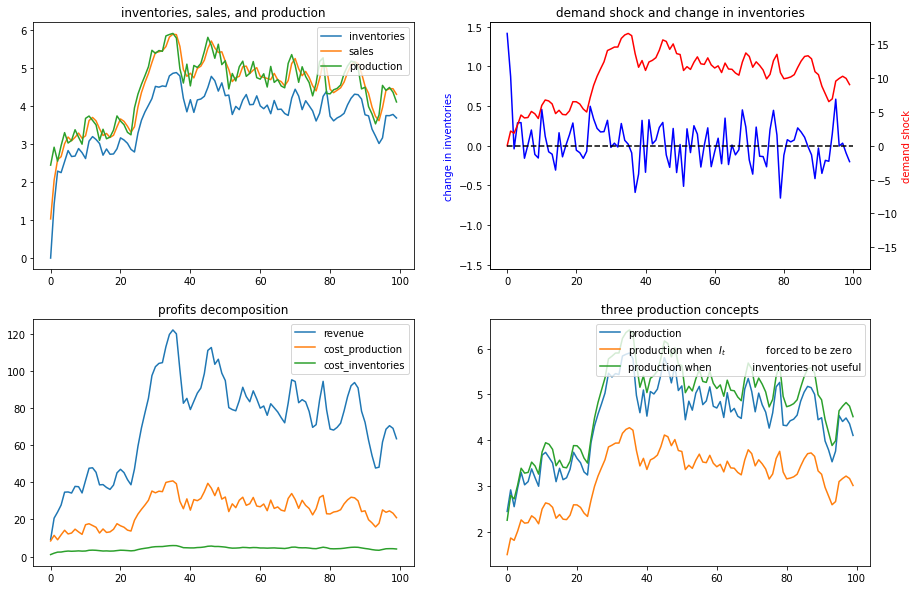 inventories, sales, and production
inventories
sales
production
6
5
4
3
2
1
0
0 20 40 60 80 100
demand shock and change in inventories
change in inventories
1.5
1.0
0.5
0.0
−0.5
−1.0
−1.5
15
10
5
0
−5
−10
−15
demand shock
0 20 40 60 80 100
profits decomposition
revenue
cost_production
cost_inventories
120
100
80
60
40
20
0
0 20 40 60 80 100
three production concepts
production
production when I_t forced to be zero
production when inventories not useful
6
5
4
3
2
0 20 40 60 80 100